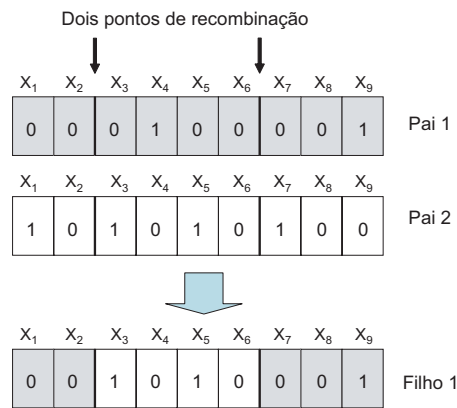 Dois pontos de recombinação
X₁ X₂ X₃ X₄ X₅ X₆ X₇ X₈ X₉
0 0 0 1 0 0 0 0 1 Pai 1
X₁ X₂ X₃ X₄ X₅ X₆ X₇ X₈ X₉
1 0 1 0 1 0 1 0 0 Pai 2
X₁ X₂ X₃ X₄ X₅ X₆ X₇ X₈ X₉
0 0 1 0 1 0 0 0 1 Filho 1